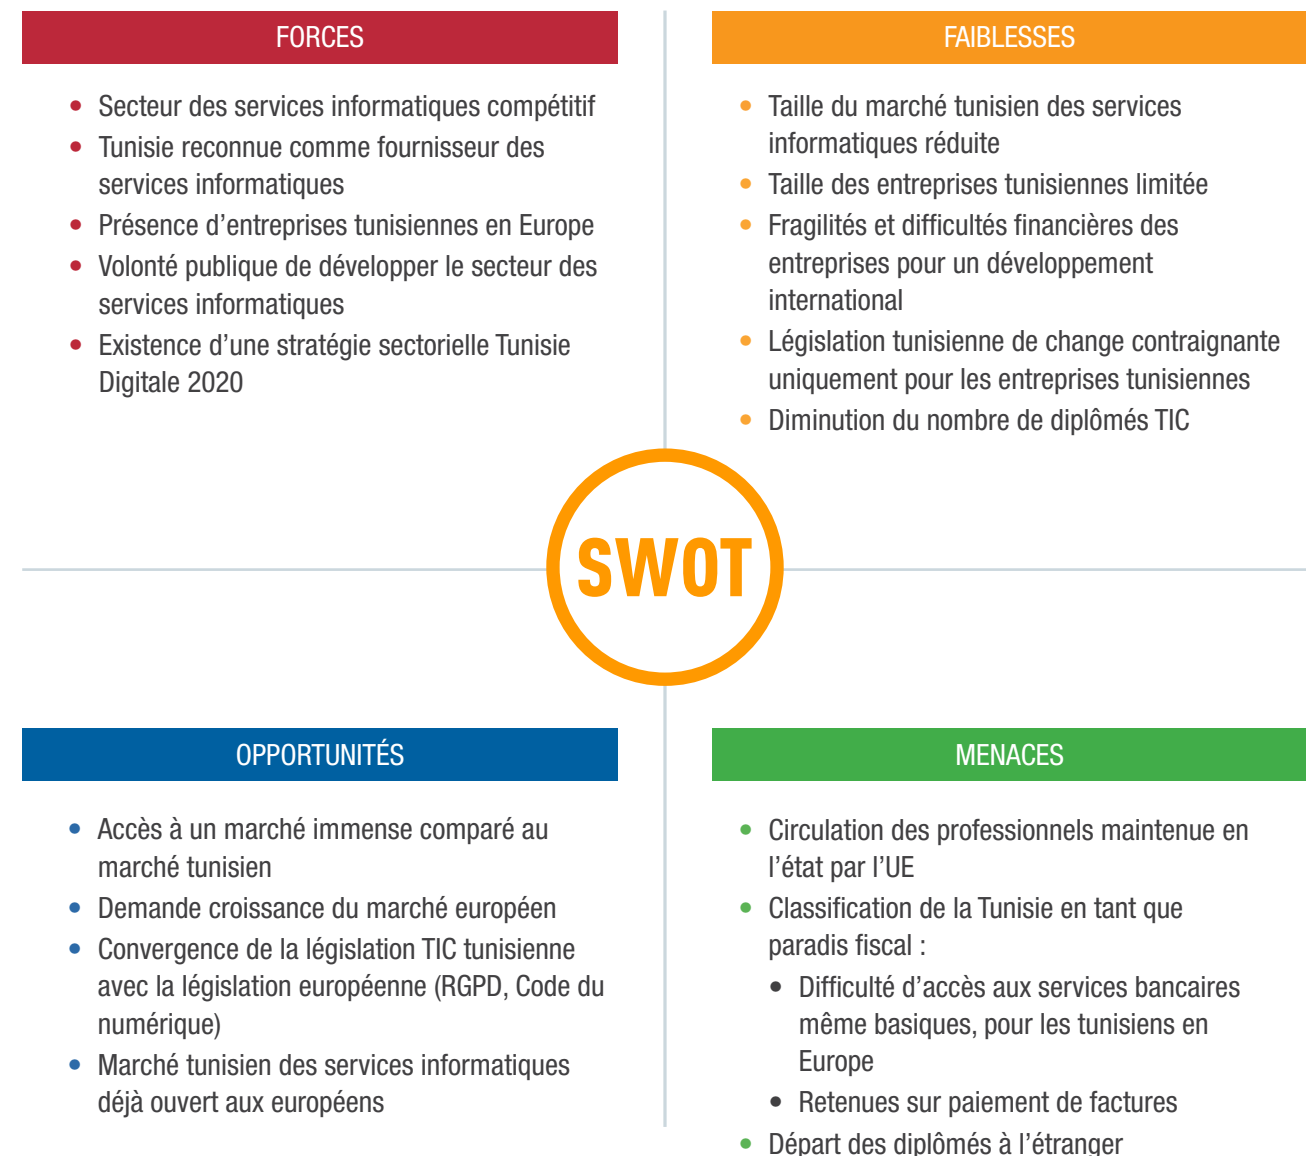 FORCES
• Secteur des services informatiques compétitif
• Tunisie reconnue comme fournisseur des
services informatiques
• Présence d’entreprises tunisiennes en Europe
• Volonté publique de développer le secteur des
services informatiques
• Existence d’une stratégie sectorielle Tunisie
Digitale 2020
FAIBLESSES
• Taille du marché tunisien des services
informatiques réduite
• Taille des entreprises tunisiennes limitée
• Fragilités et difficultés financières des
entreprises pour un développement
international
• Législation tunisienne de change contraignante
uniquement pour les entreprises tunisiennes
• Diminution du nombre de diplômés TIC
SWOT
OPPORTUNITÉS
• Accès à un marché immense comparé au
marché tunisien
• Demande croissance du marché européen
• Convergence de la législation TIC tunisienne
avec la législation européenne (RGPD, Code du
numérique)
• Marché tunisien des services informatiques
déjà ouvert aux européens
MENACES
• Circulation des professionnels maintenue en
l’état par l’UE
• Classification de la Tunisie en tant que
paradis fiscal :
• Difficulté d’accès aux services bancaires
même basiques, pour les tunisiens en
Europe
• Retenues sur paiement de factures
• Départ des diplômés à l’étranger